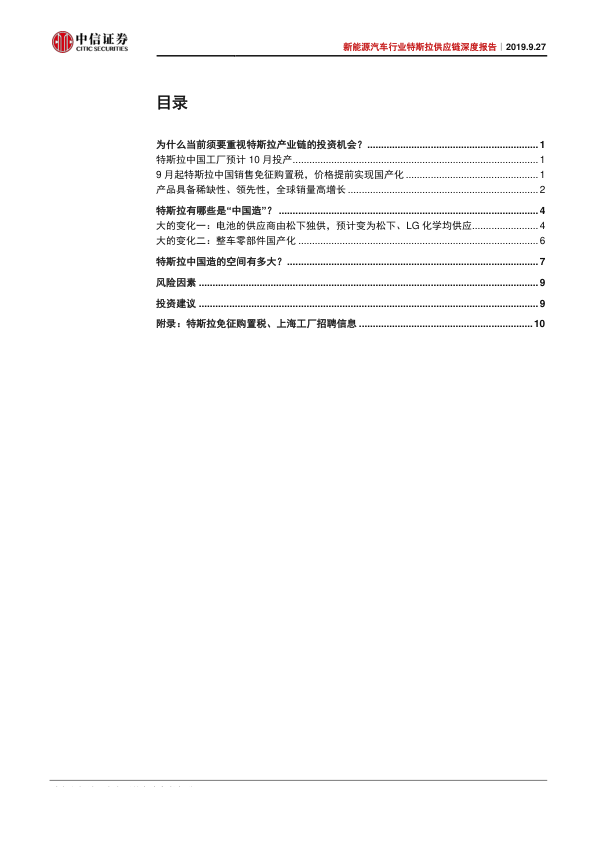 中信证券
CITIC SECURITIES
新能源汽车行业特斯拉供应链深度报告｜2019.9.27
目录
为什么当前须要重视特斯拉产业链的投资机会？ ............................................................... 1
特斯拉中国工厂预计 10 月投产.......................................................................................... 1
9 月起特斯拉中国销售免征购置税，价格提前实现国产化 ................................................ 1
产品具备稀缺性、领先性，全球销量高增长 ...................................................................... 2
特斯拉有哪些是“中国造”？ ............................................................................................... 4
大的变化一：电池的供应商由松下独供，预计变为松下、LG 化学均供应........................ 4
大的变化二：整车零部件国产化 ........................................................................................ 6
特斯拉中国造的空间有多大？............................................................................................ 7
风险因素 ............................................................................................................................ 9
投资建议 ............................................................................................................................ 9
附录：特斯拉免征购置税、上海工厂招聘信息 ................................................................ 10